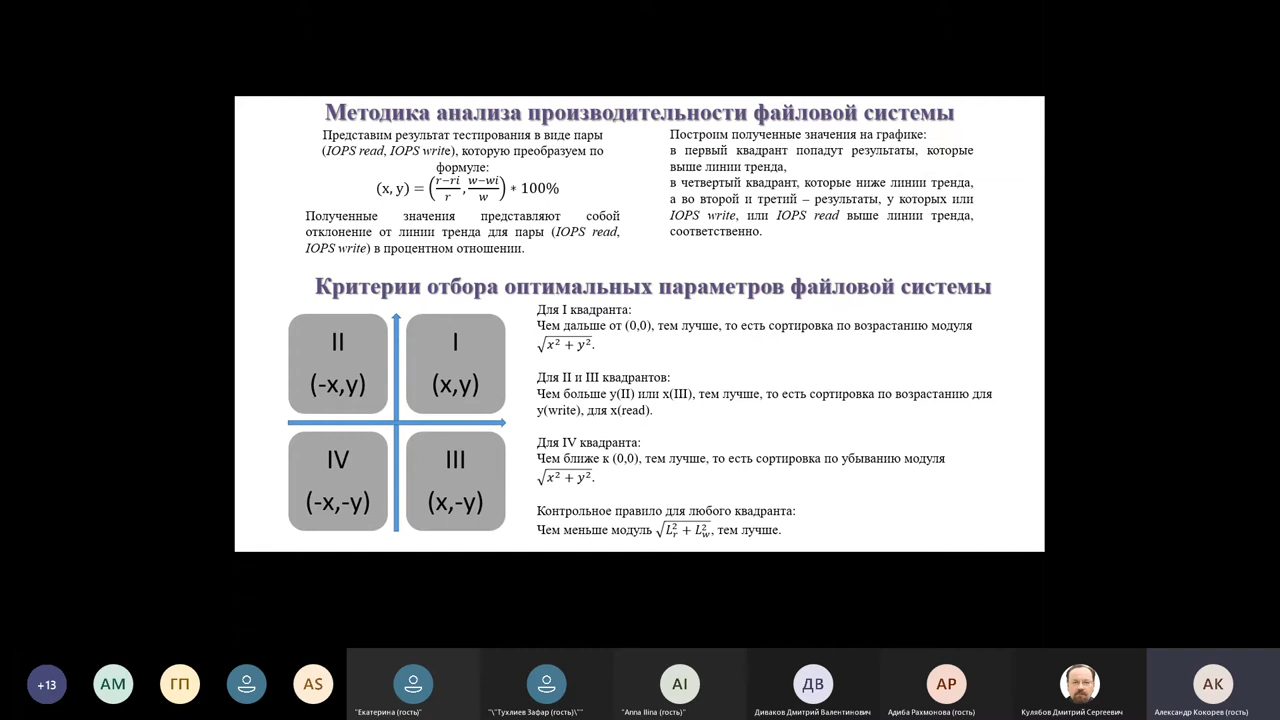 Методика анализа производительности файловой системы
Представим результат тестирования в виде пары
(IOPS read, IOPS write), которую преобразуем по
формуле:
(x, y) = ((r−ri)/r, (w−wi)/w) ∗ 100%
Полученные значения представляют собой
отклонение от линии тренда для пары (IOPS read,
IOPS write) в процентном отношении.
Построим полученные значения на графике:
в первый квадрант попадут результаты, которые
выше линии тренда,
в четвертый квадрант, которые ниже линии тренда,
а во второй и третий – результаты, у которых или
IOPS write, или IOPS read выше линии тренда,
соответственно.
Критерии отбора оптимальных параметров файловой системы
II
(-x,y)
I
(x,y)
IV
(-x,-y)
III
(x,-y)
Для I квадранта:
Чем дальше от (0,0), тем лучше, то есть сортировка по возрастанию модуля
√(x² + y²).
Для II и III квадрантов:
Чем больше y(II) или x(III), тем лучше, то есть сортировка по возрастанию для
y(write), для x(read).
Для IV квадранта:
Чем ближе к (0,0), тем лучше, то есть сортировка по убыванию модуля
√(x² + y²).
Контрольное правило для любого квадранта:
Чем меньше модуль √(L_r² + L_w²), тем лучше.
+13
AM
ГП
AS
AI
ДВ
AP
AK
"Екатерина (гость)"
"\"Тухлиев Зафар (гость)\""
"Anna Ilina (гость)"
Диваков Дмитрий Валентинович
Адиба Рахмонова (гость)
Кулябов Дмитрий Сергеевич
Александр Кокорев (гость)